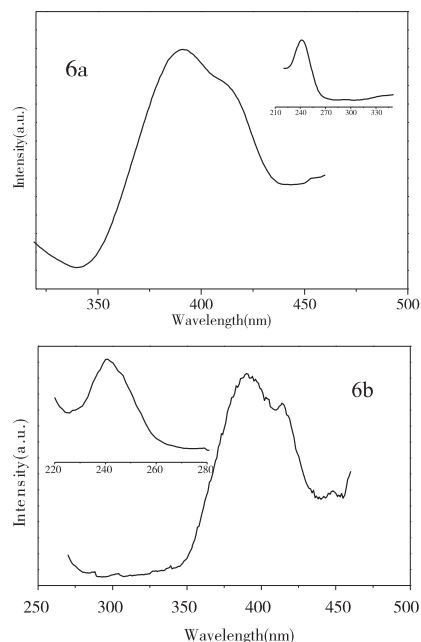 6a
Intensity(a.u.)
210 240 270 300 330
350 400 450 500
Wavelength(nm)
6b
Intensity(a.u.)
220 240 260 280
250 300 350 400 450 500
Wavelength(nm)